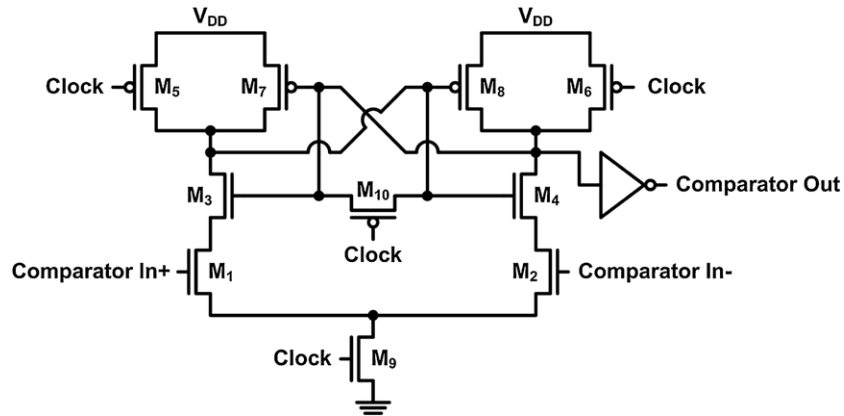 VDD VDD
Clock M5 M7 M8 M6 Clock
M3 M10 M4 Comparator Out
Clock
Comparator In+ M1 M2 Comparator In-
Clock M9